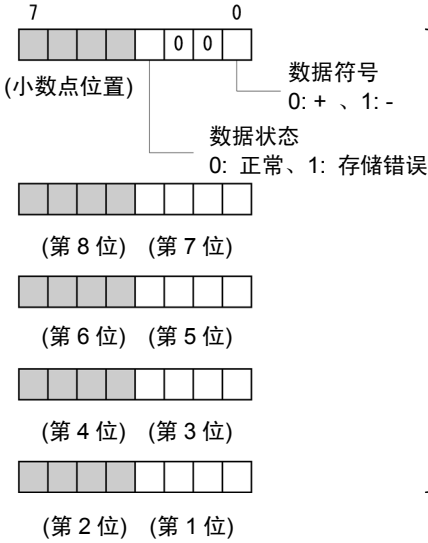 7 0
0 0
(小数点位置)
数据符号
0: + 、1: -
数据状态
0: 正常、1: 存储错误
(第 8 位) (第 7 位)
(第 6 位) (第 5 位)
(第 4 位) (第 3 位)
(第 2 位) (第 1 位)